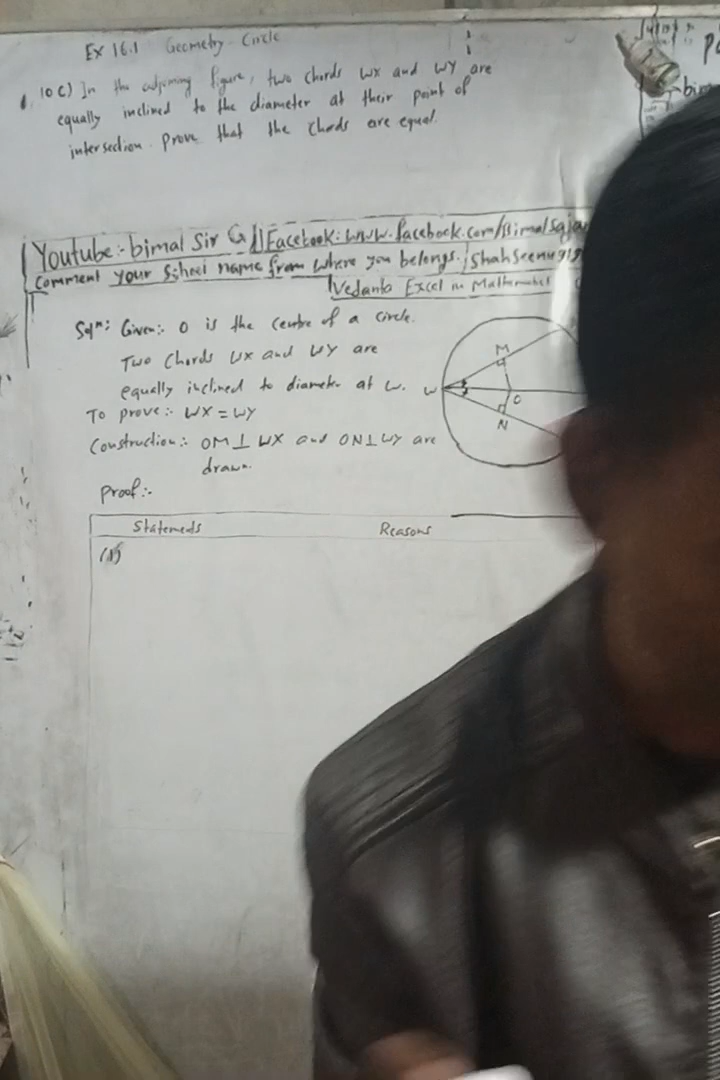 Ex 16.1 Geometry Circle
10 c) In the adjoining figure, two chords WX and WY are
equally inclined to the diameter at their point of
intersection. Prove that the chords are equal.
Youtube:- bimal Sir G Facebook: www.facebook.com/
Comment your School name from where you belongs.
Vedanta Excel in Mathematics
Solⁿ: Given:- O is the centre of a circle.
Two chords WX and WY are
equally inclined to diameter at W.
To prove:- WX = WY
Construction:- OM ⊥ WX and ON ⊥ WY are
drawn.
M
W
O
N
Proof:-
Statements Reasons